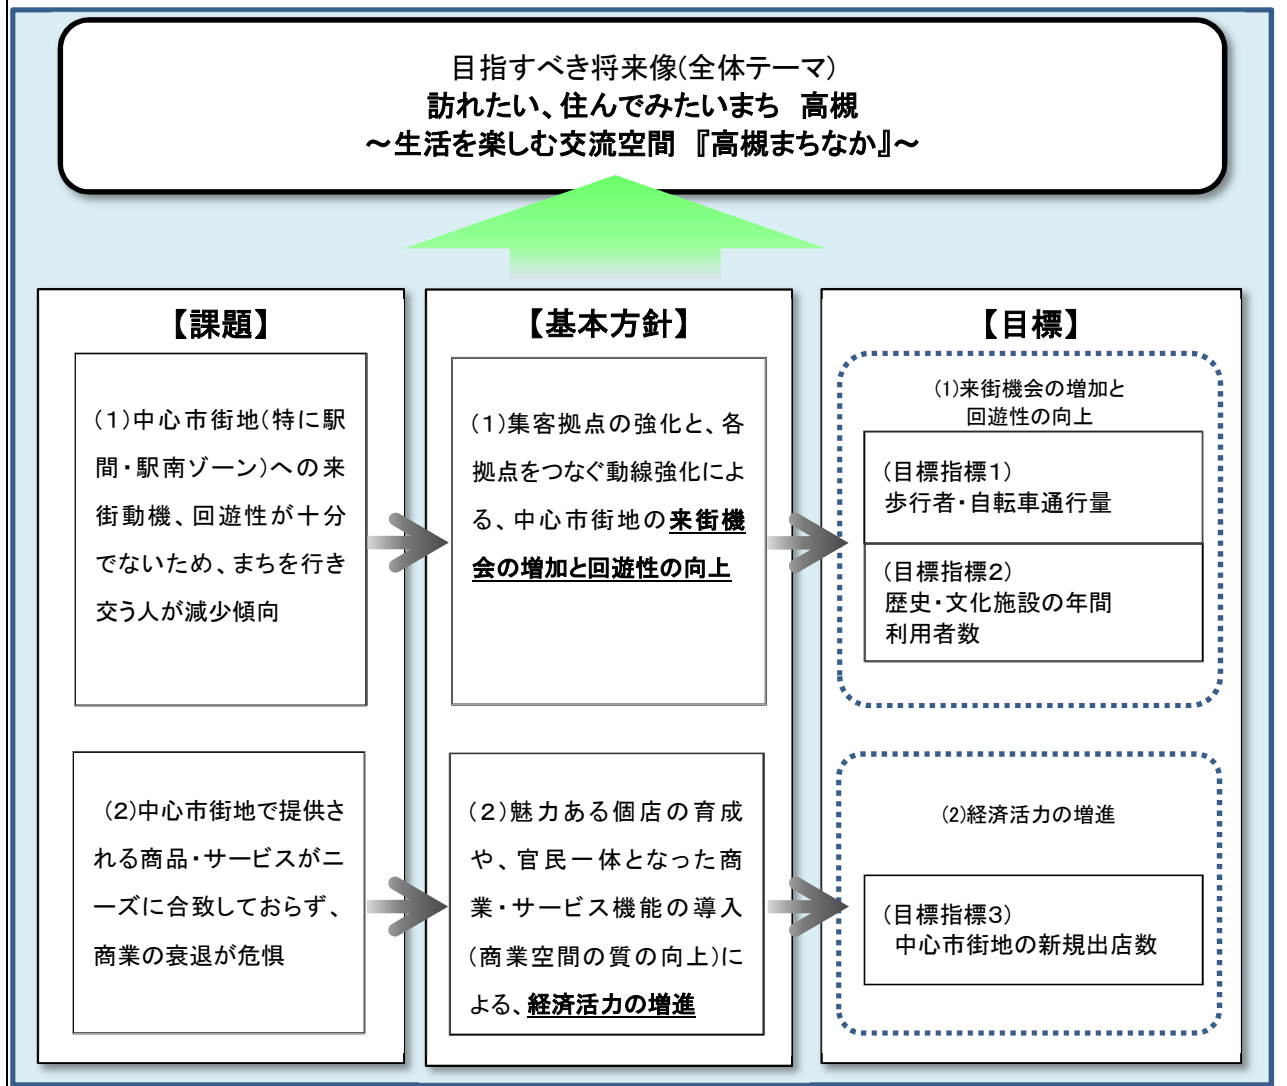 目指すべき将来像(全体テーマ)
訪れたい、住んでみたいまち　高槻
～生活を楽しむ交流空間　『高槻まちなか』～
【課題】
(1)中心市街地(特に駅
間・駅南ゾーン)への来
街動機、回遊性が十分
でないため、まちを行き
交う人が減少傾向
(2)中心市街地で提供さ
れる商品・サービスがニ
ーズに合致しておらず、
商業の衰退が危惧
【基本方針】
(1)集客拠点の強化と、各
拠点をつなぐ動線強化によ
る、中心市街地の来街機
会の増加と回遊性の向上
(2)魅力ある個店の育成
や、官民一体となった商
業・サービス機能の導入
(商業空間の質の向上)に
よる、経済活力の増進
【目標】
(1)来街機会の増加と
回遊性の向上
(目標指標1)
歩行者・自転車通行量
(目標指標2)
歴史・文化施設の年間
利用者数
(2)経済活力の増進
(目標指標3)
中心市街地の新規出店数